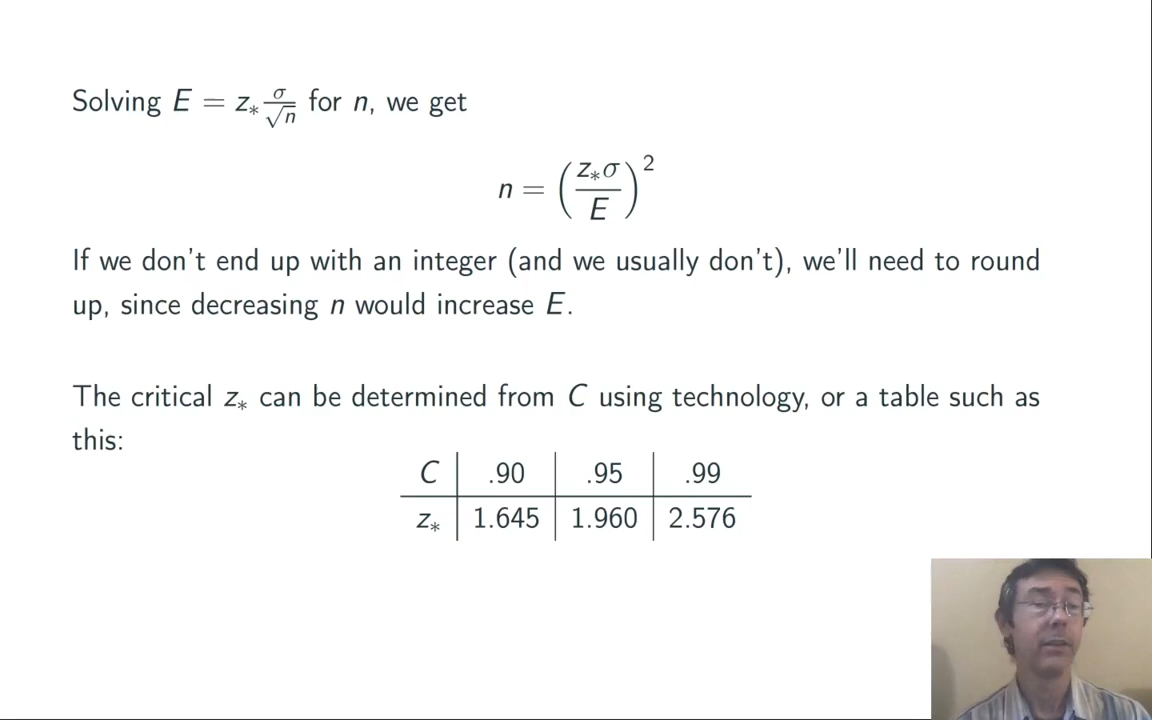 Solving E = z∗ σ/√n for n, we get
n = (z∗σ/E)²
If we don't end up with an integer (and we usually don't), we'll need to round
up, since decreasing n would increase E.
The critical z∗ can be determined from C using technology, or a table such as
this:
C .90 .95 .99
z∗ 1.645 1.960 2.576